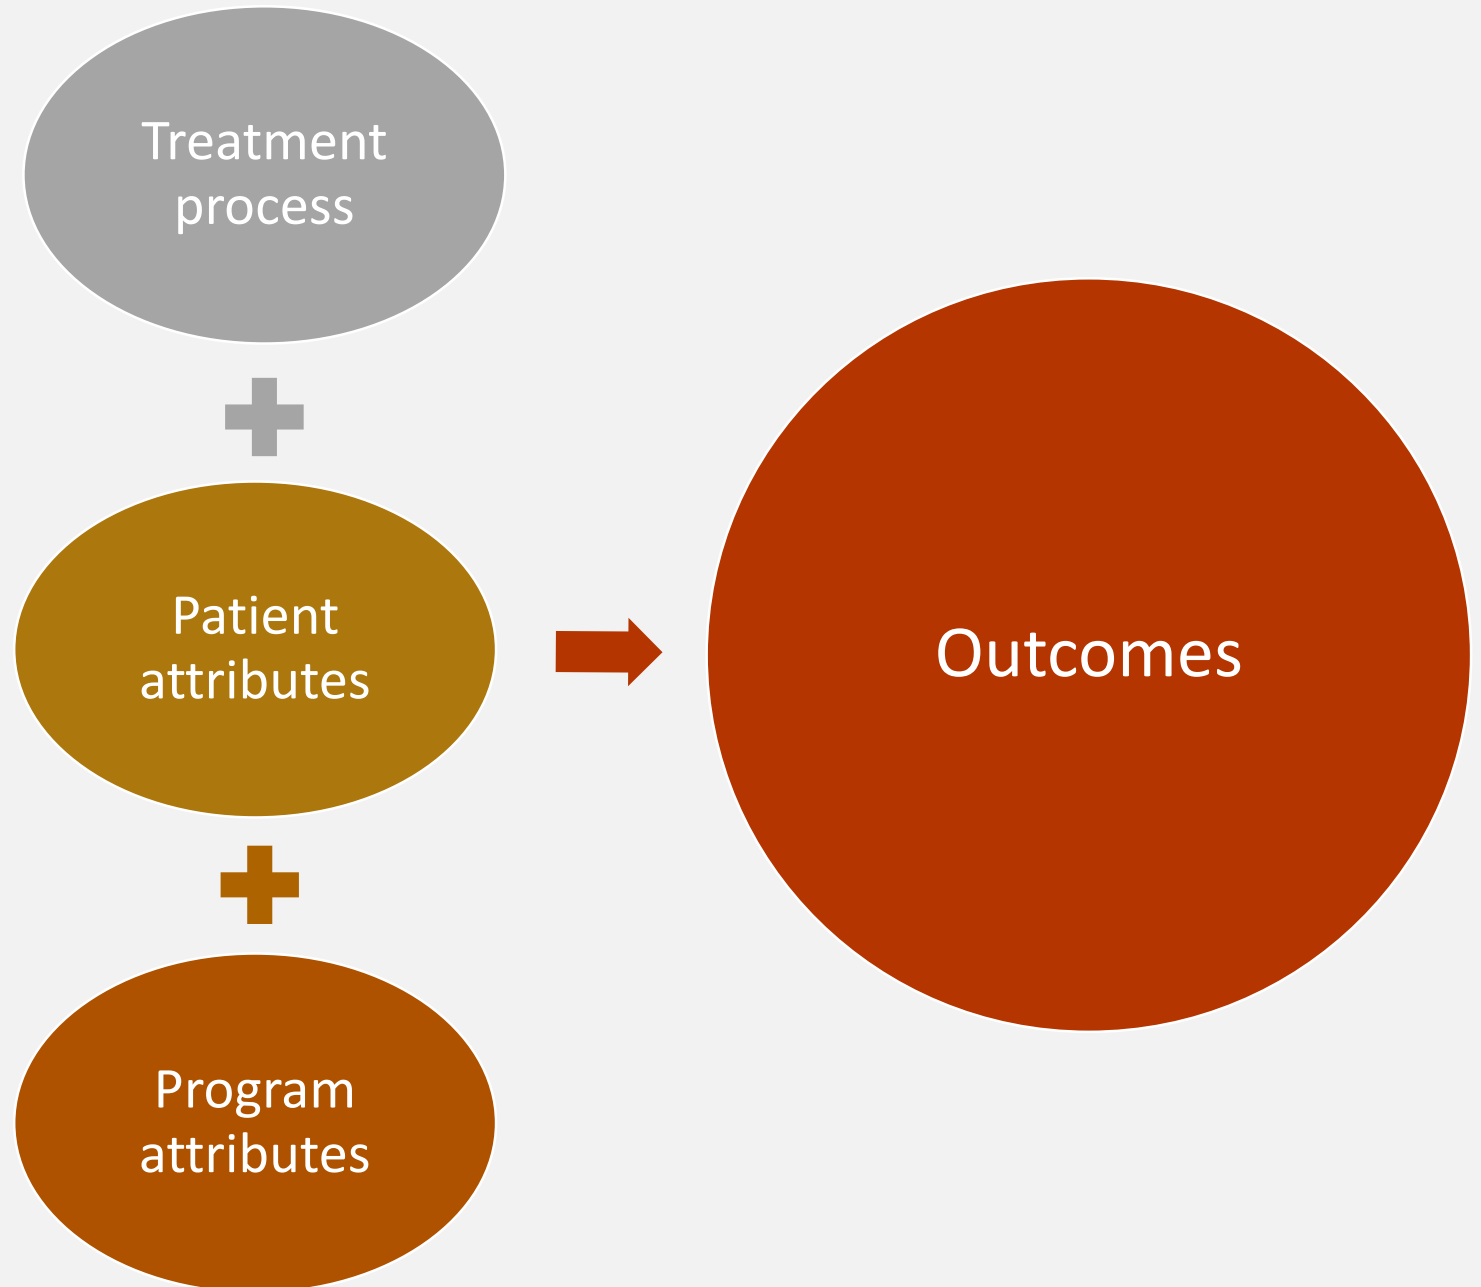 Treatment
process
Patient
attributes
Program
attributes
Outcomes